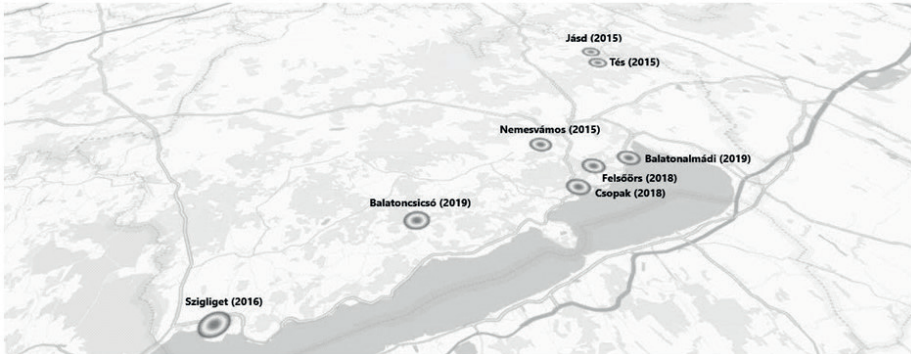 Jásd (2015)
Tés (2015)
Nemesvámos (2015)
Balatonalmádi (2019)
Felsőörs (2018)
Csopak (2018)
Balatoncsicsó (2019)
Szigliget (2016)